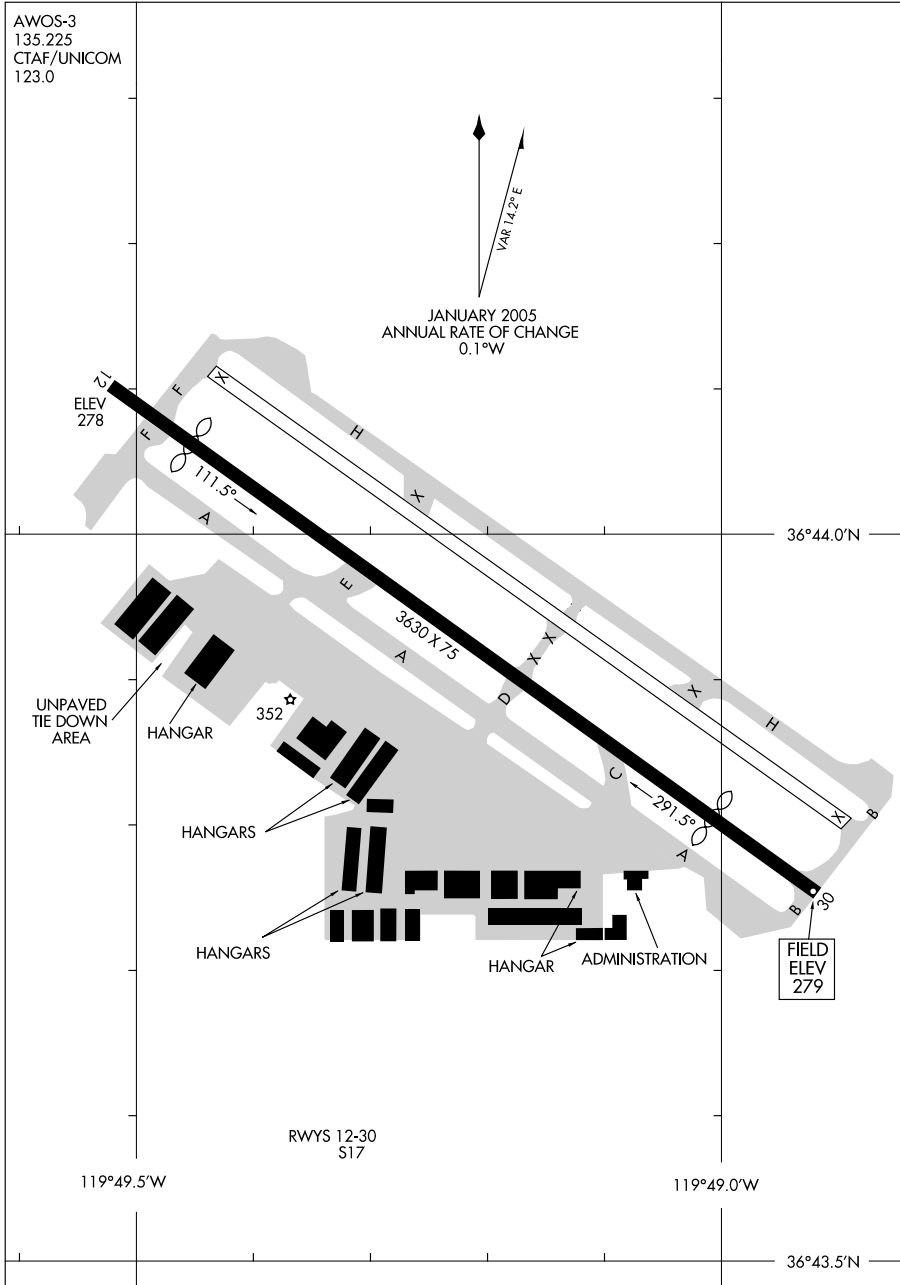 AWOS-3
135.225
CTAF/UNICOM
123.0
VAR 14.2° E
JANUARY 2005
ANNUAL RATE OF CHANGE
0.1°W
12
ELEV
278
F
F
X
H
X
111.5°
A
36°44.0'N
E
3630 X 75
A
X
X
D
X
H
UNPAVED
TIE DOWN
AREA
HANGAR
352
C
291.5°
X
B
HANGARS
A
B
30
HANGARS
HANGAR
ADMINISTRATION
FIELD
ELEV
279
RWYS 12-30
S17
119°49.5'W
119°49.0'W
36°43.5'N